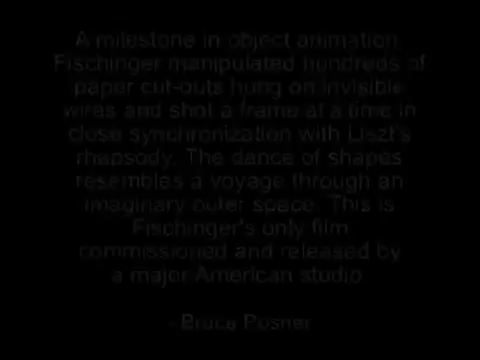 A milestone in object animation,
Fischinger manipulated hundreds of
paper cut-outs hung on invisible
wires and shot a frame at a time in
close synchronization with Liszt's
rhapsody. The dance of shapes
resembles a voyage through an
imaginary outer space. This is
Fischinger's only film
commissioned and released by
a major American studio.
- Bruce Posner